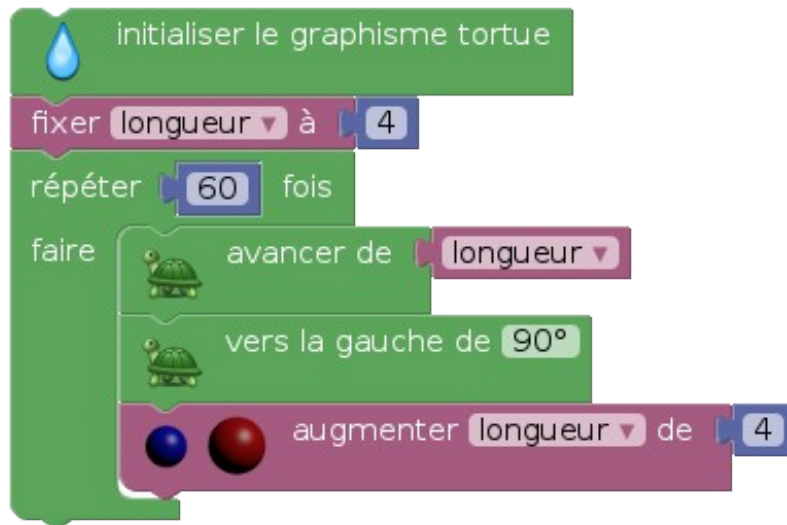 initialiser le graphisme tortue
fixer longueur à 4
répéter 60 fois
faire avancer de longueur
vers la gauche de 90°
augmenter longueur de 4